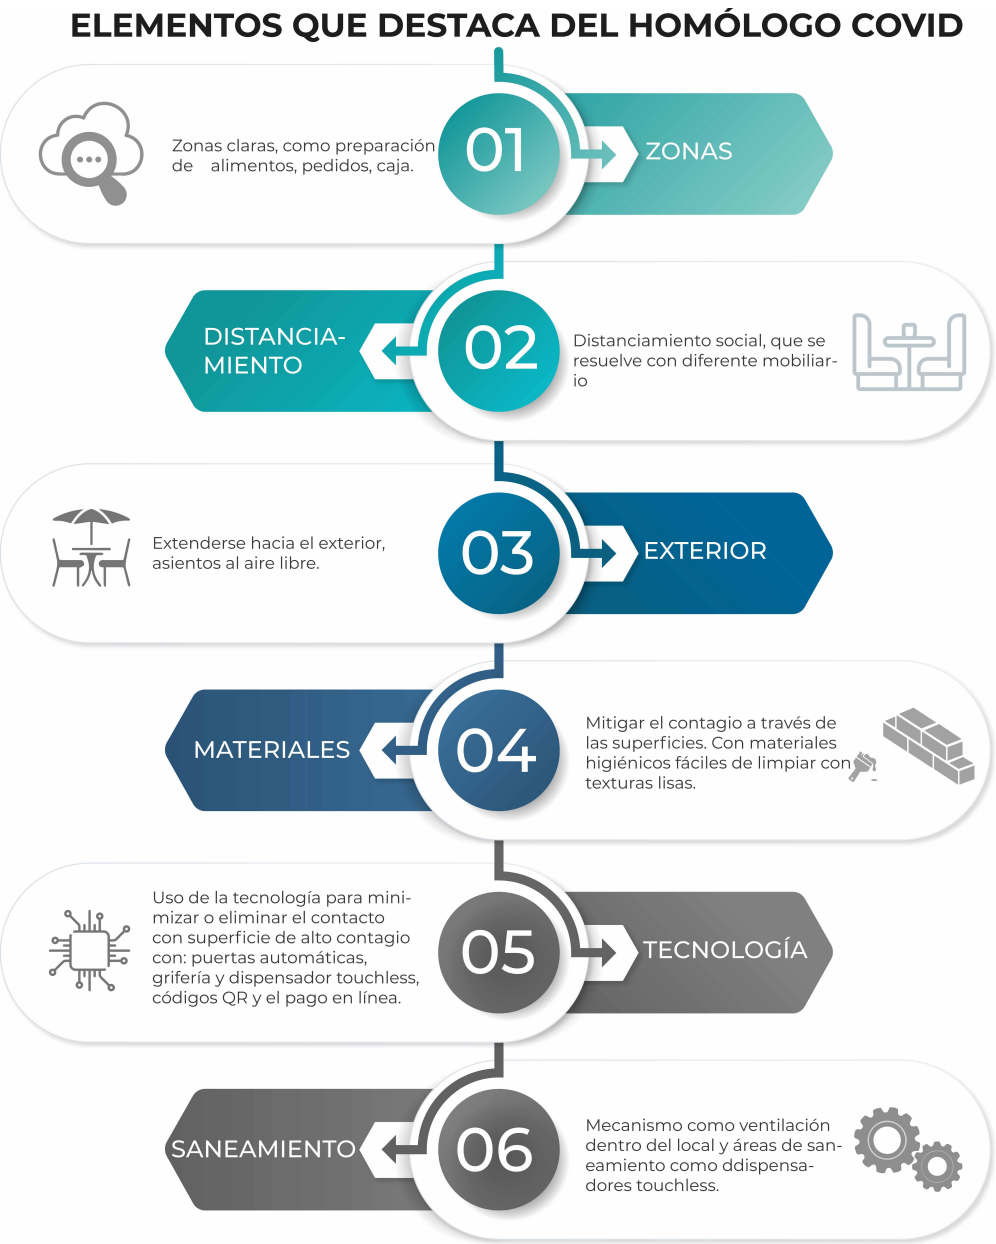 ELEMENTOS QUE DESTACA DEL HOMÓLOGO COVID
Zonas claras, como preparación
de alimentos, pedidos, caja.
01
ZONAS
DISTANCIA-
MIENTO
02
Distanciamiento social, que se
resuelve con diferente mobiliar-
io
Extenderse hacia el exterior,
asientos al aire libre.
03
EXTERIOR
MATERIALES
04
Mitigar el contagio a través de
las superficies. Con materiales
higiénicos fáciles de limpiar con
texturas lisas.
Uso de la tecnología para mini-
mizar o eliminar el contacto
con superficie de alto contagio
con: puertas automáticas,
grifería y dispensador touchless,
códigos QR y el pago en línea.
05
TECNOLOGÍA
SANEAMIENTO
06
Mecanismo como ventilación
dentro del local y áreas de san-
eamiento como ddispensa-
dores touchless.